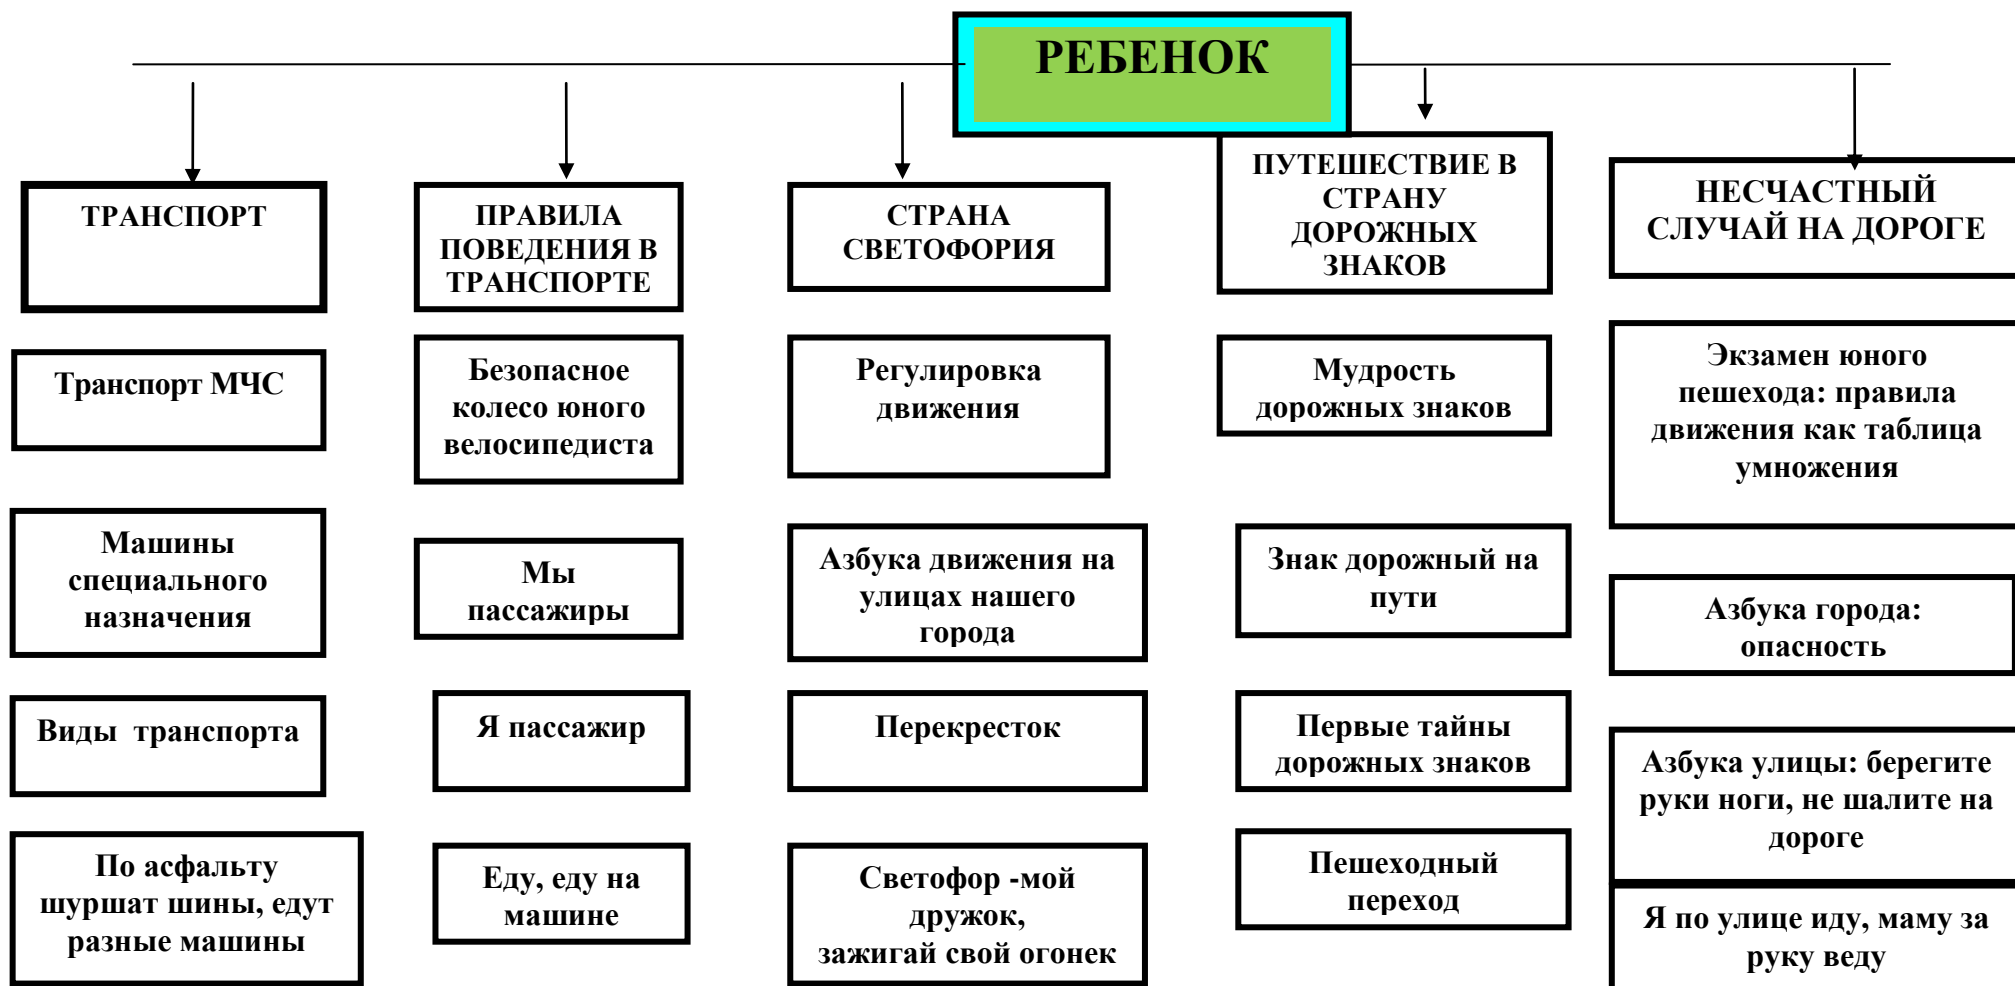 РЕБЕНОК
ТРАНСПОРТ
Транспорт МЧС
Машины
специального
назначения
Виды транспорта
По асфальту
шуршат шины, едут
разные машины
ПРАВИЛА
ПОВЕДЕНИЯ В
ТРАНСПОРТЕ
Безопасное
колесо юного
велосипедиста
Мы
пассажиры
Я пассажир
Еду, еду на
машине
СТРАНА
СВЕТОФОРИЯ
Регулировка
движения
Азбука движения на
улицах нашего
города
Перекресток
Светофор -мой
дружок,
зажигай свой огонек
ПУТЕШЕСТВИЕ В
СТРАНУ
ДОРОЖНЫХ
ЗНАКОВ
Мудрость
дорожных знаков
Знак дорожный на
пути
Первые тайны
дорожных знаков
Пешеходный
переход
НЕСЧАСТНЫЙ
СЛУЧАЙ НА ДОРОГЕ
Экзамен юного
пешехода: правила
движения как таблица
умножения
Азбука города:
опасность
Азбука улицы: берегите
руки ноги, не шалите на
дороге
Я по улице иду, маму за
руку веду